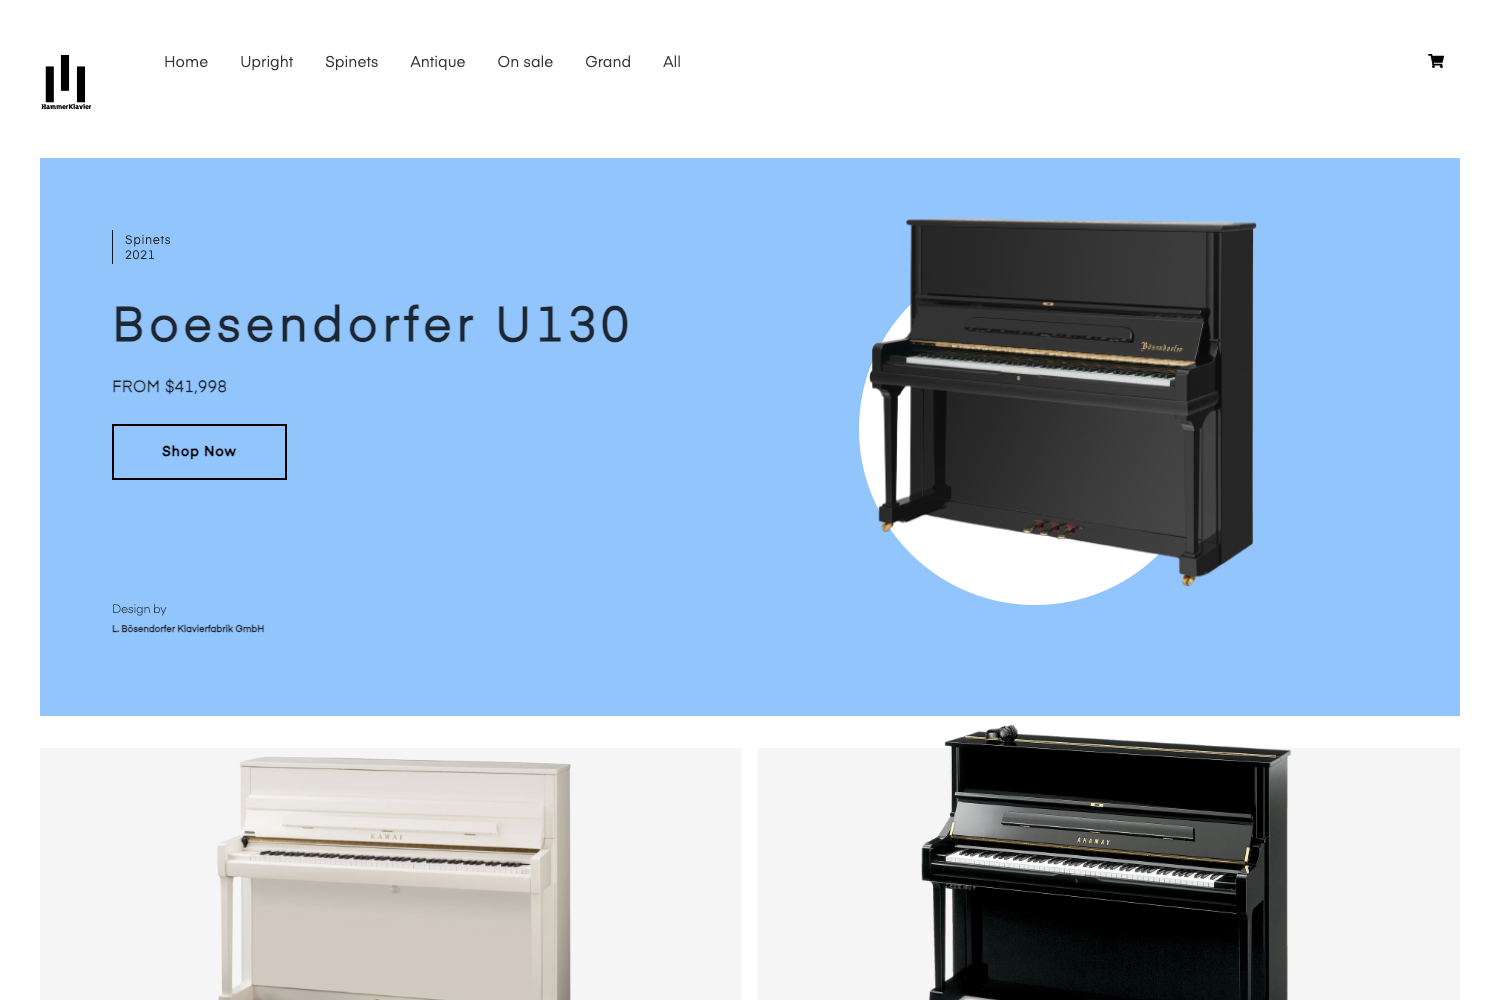 HammerKlavier
Home
Upright
Spinets
Antique
On sale
Grand
All
Spinets
2021
Boesendorfer U130
FROM $41,998
Shop Now
Design by
L. Bösendorfer Klavierfabrik GmbH
Bösendorfer
KAWAI